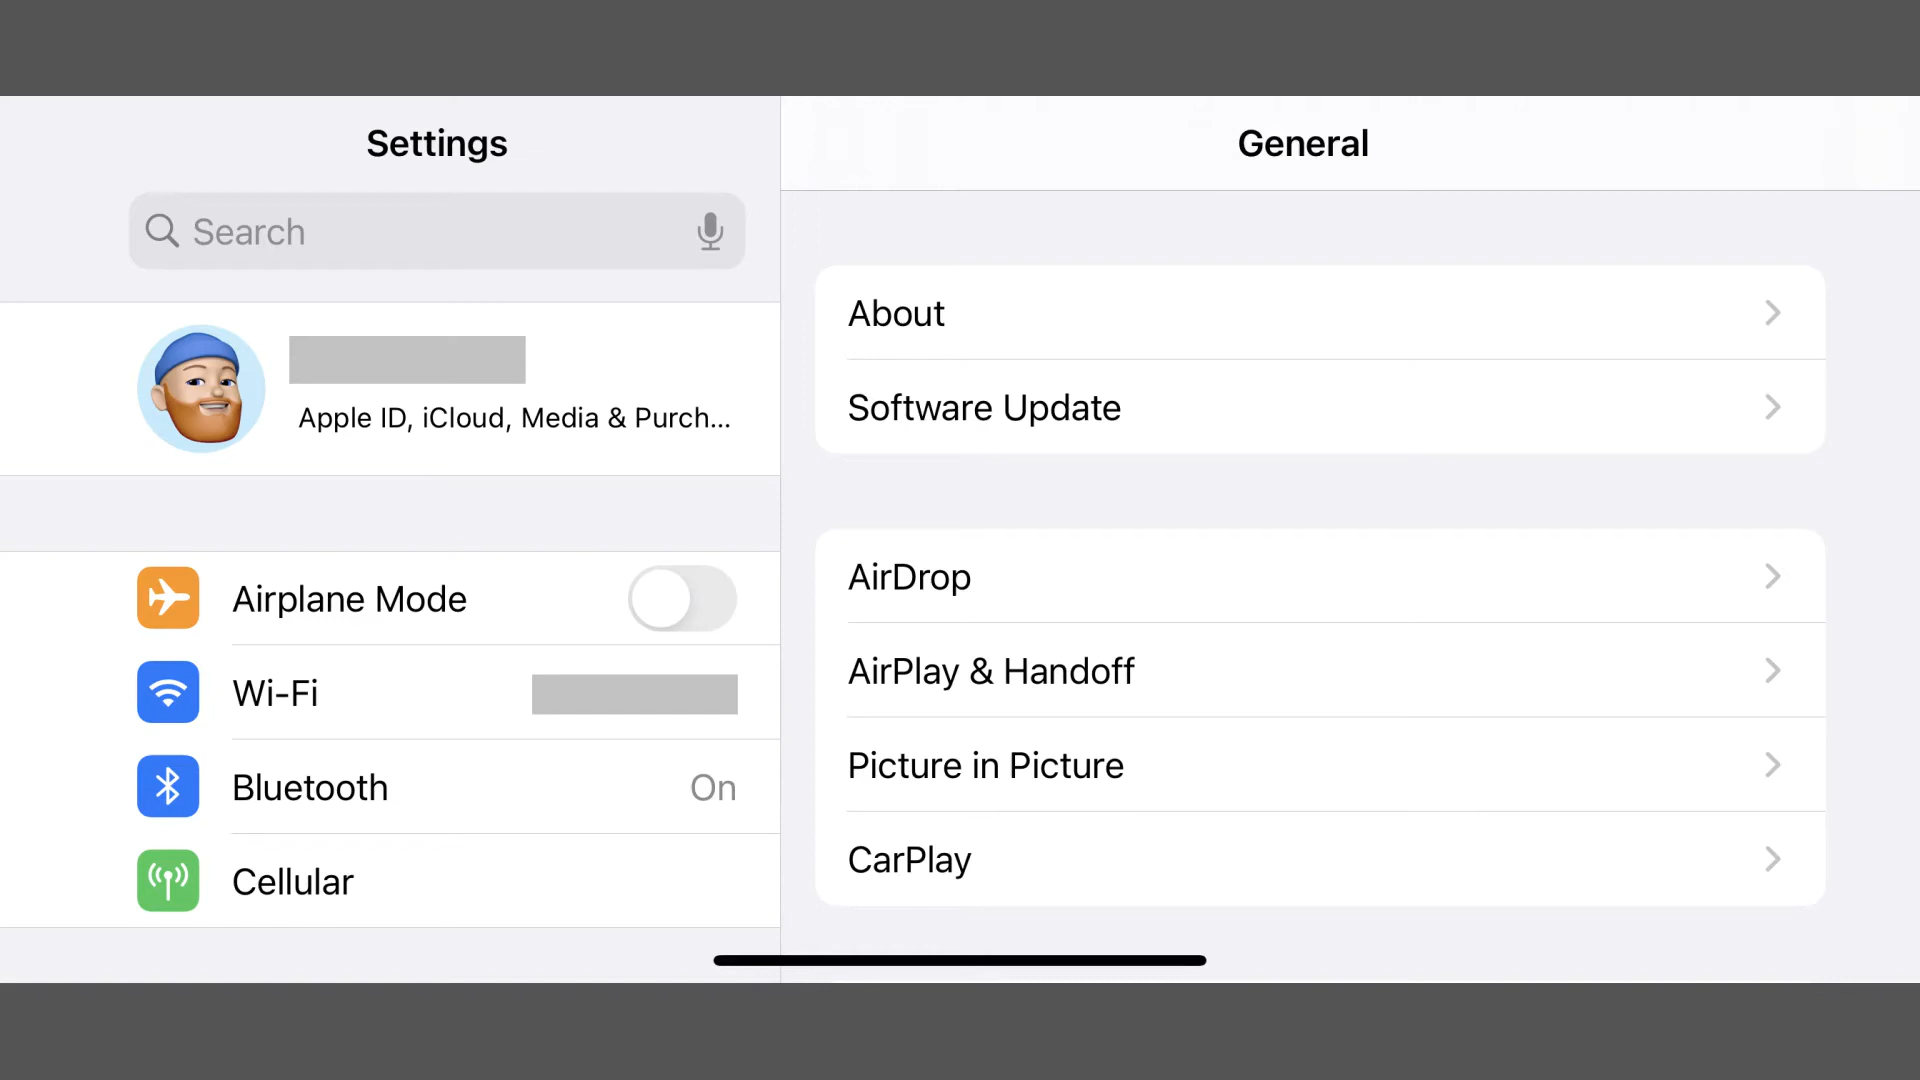 Settings
Search
Apple ID, iCloud, Media & Purch...
Airplane Mode
Wi-Fi
Bluetooth On
Cellular
General
About
Software Update
AirDrop
AirPlay & Handoff
Picture in Picture
CarPlay